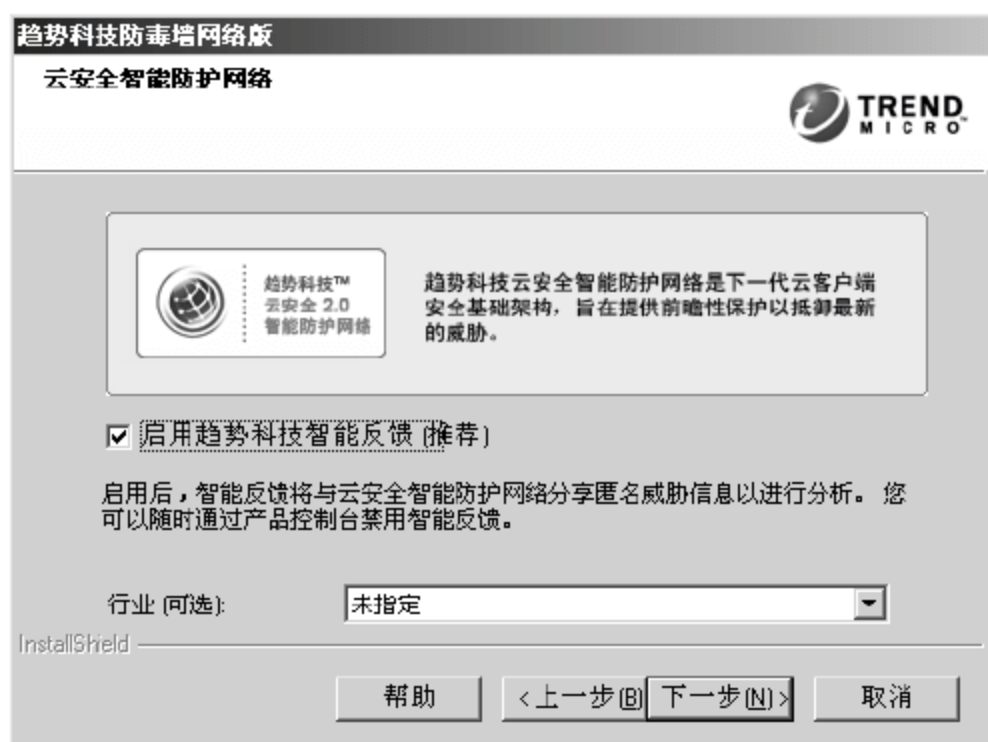 趋势科技防毒墙网络版
云安全智能防护网络
TREND
MICRO™
趋势科技™
云安全 2.0
智能防护网络
趋势科技云安全智能防护网络是下一代云客户端
安全基础架构，旨在提供前瞻性保护以抵御最新
的威胁。
启用趋势科技智能反馈 (推荐)
启用后，智能反馈将与云安全智能防护网络分享匿名威胁信息以进行分析。 您
可以随时通过产品控制台禁用智能反馈。
行业 (可选):
未指定
InstallShield
帮助
<上一步(B)
下一步(N)>
取消